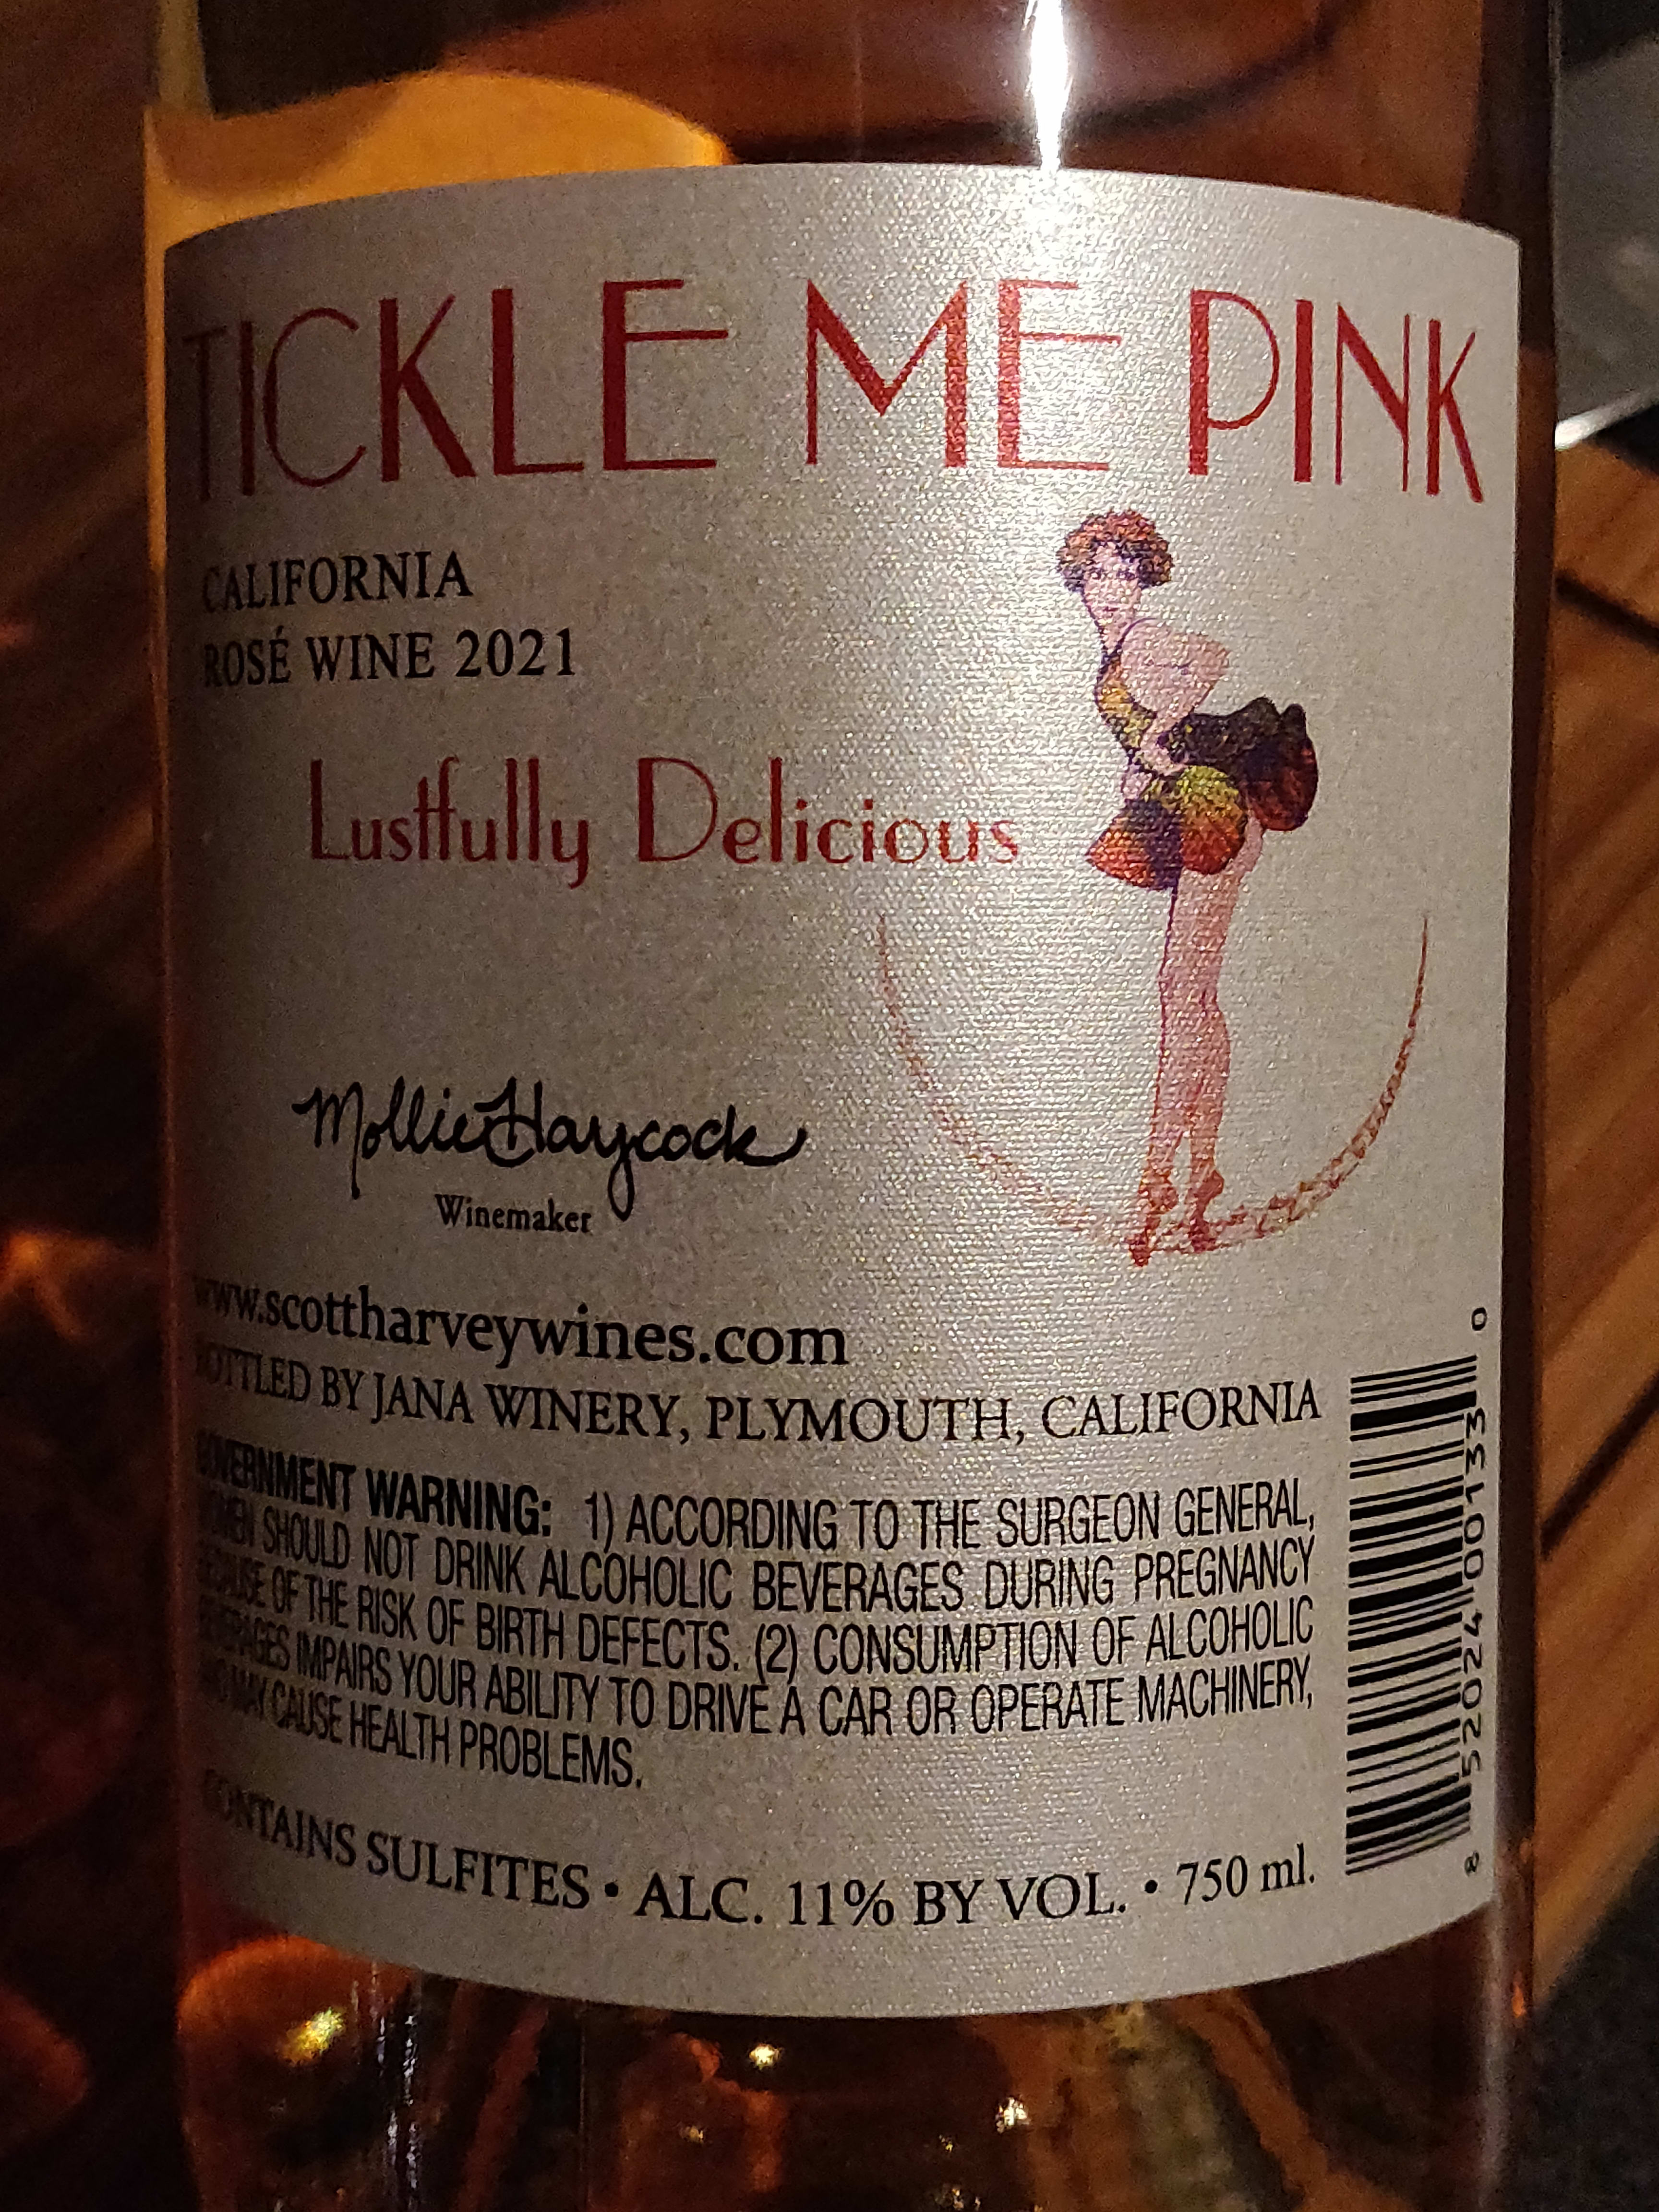 TICKLE ME PINK
CALIFORNIA
ROSÉ WINE 2021
Lustfully Delicious
Mollie Haycock
Winemaker
www.scottharveywines.com
BOTTLED BY JANA WINERY, PLYMOUTH, CALIFORNIA
GOVERNMENT WARNING: 1) ACCORDING TO THE SURGEON GENERAL,
WOMEN SHOULD NOT DRINK ALCOHOLIC BEVERAGES DURING PREGNANCY
BECAUSE OF THE RISK OF BIRTH DEFECTS. (2) CONSUMPTION OF ALCOHOLIC
BEVERAGES IMPAIRS YOUR ABILITY TO DRIVE A CAR OR OPERATE MACHINERY,
AND MAY CAUSE HEALTH PROBLEMS.
CONTAINS SULFITES • ALC. 11% BY VOL. • 750 ml.
8 52024 00133 0